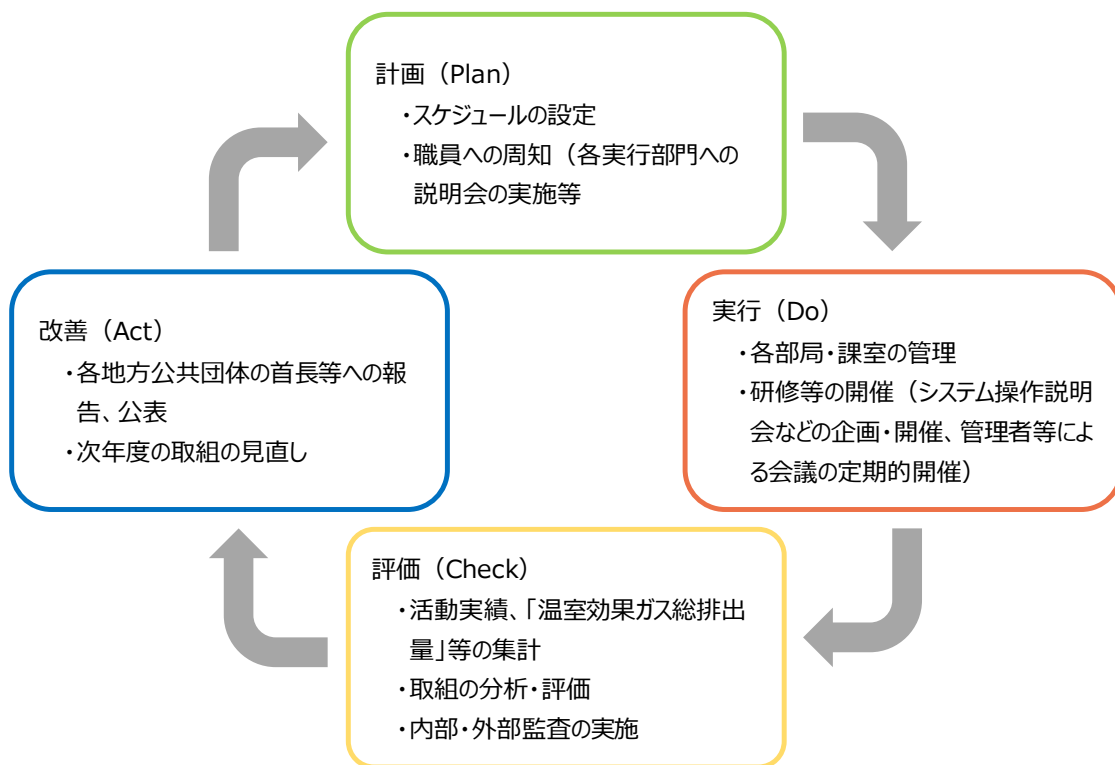 計画（Plan）
・スケジュールの設定
・職員への周知（各実行部門への
説明会の実施等
実行（Do）
・各部局・課室の管理
・研修等の開催（システム操作説明
会などの企画・開催、管理者等によ
る会議の定期的開催）
評価（Check）
・活動実績、「温室効果ガス総排出
量」等の集計
・取組の分析・評価
・内部・外部監査の実施
改善（Act）
・各地方公共団体の首長等への報
告、公表
・次年度の取組の見直し